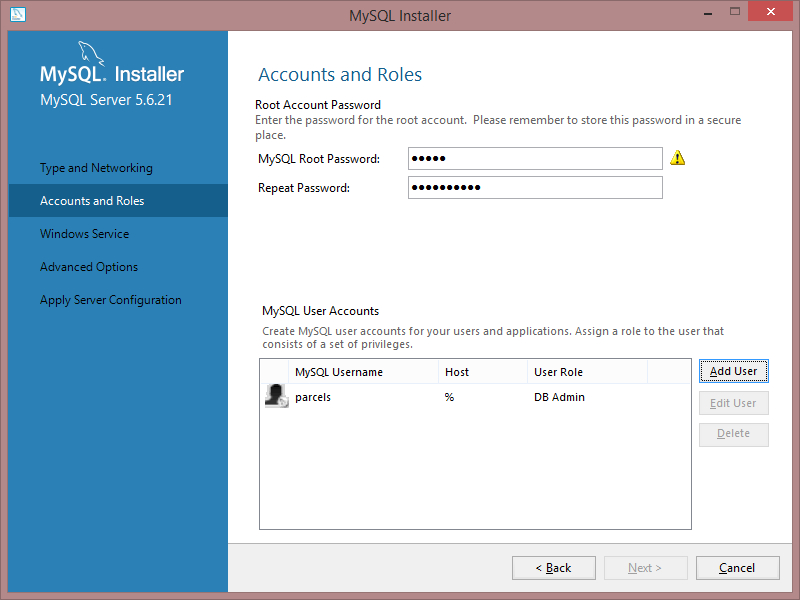 MySQL Installer
MySQL. Installer
MySQL Server 5.6.21
Type and Networking
Accounts and Roles
Windows Service
Advanced Options
Apply Server Configuration
Accounts and Roles
Root Account Password
Enter the password for the root account.  Please remember to store this password in a secure
place.
MySQL Root Password: ●●●●●
Repeat Password: ●●●●●●●●●●
MySQL User Accounts
Create MySQL user accounts for your users and applications. Assign a role to the user that
consists of a set of privileges.
MySQL Username Host User Role
parcels % DB Admin
Add User
Edit User
Delete
< Back Next > Cancel